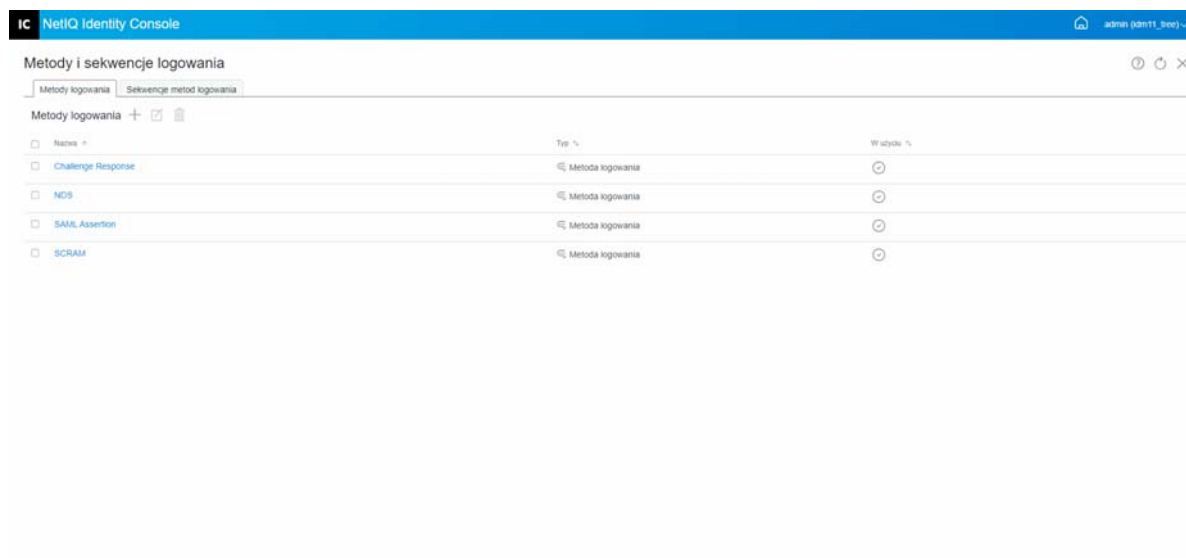 IC NetIQ Identity Console admin (idm11_tree)
Metody i sekwencje logowania
Metody logowania Sekwencje metod logowania
Metody logowania
Nazwa Typ W użyciu
Challenge Response Metoda logowania
NDS Metoda logowania
SAML Assertion Metoda logowania
SCRAM Metoda logowania